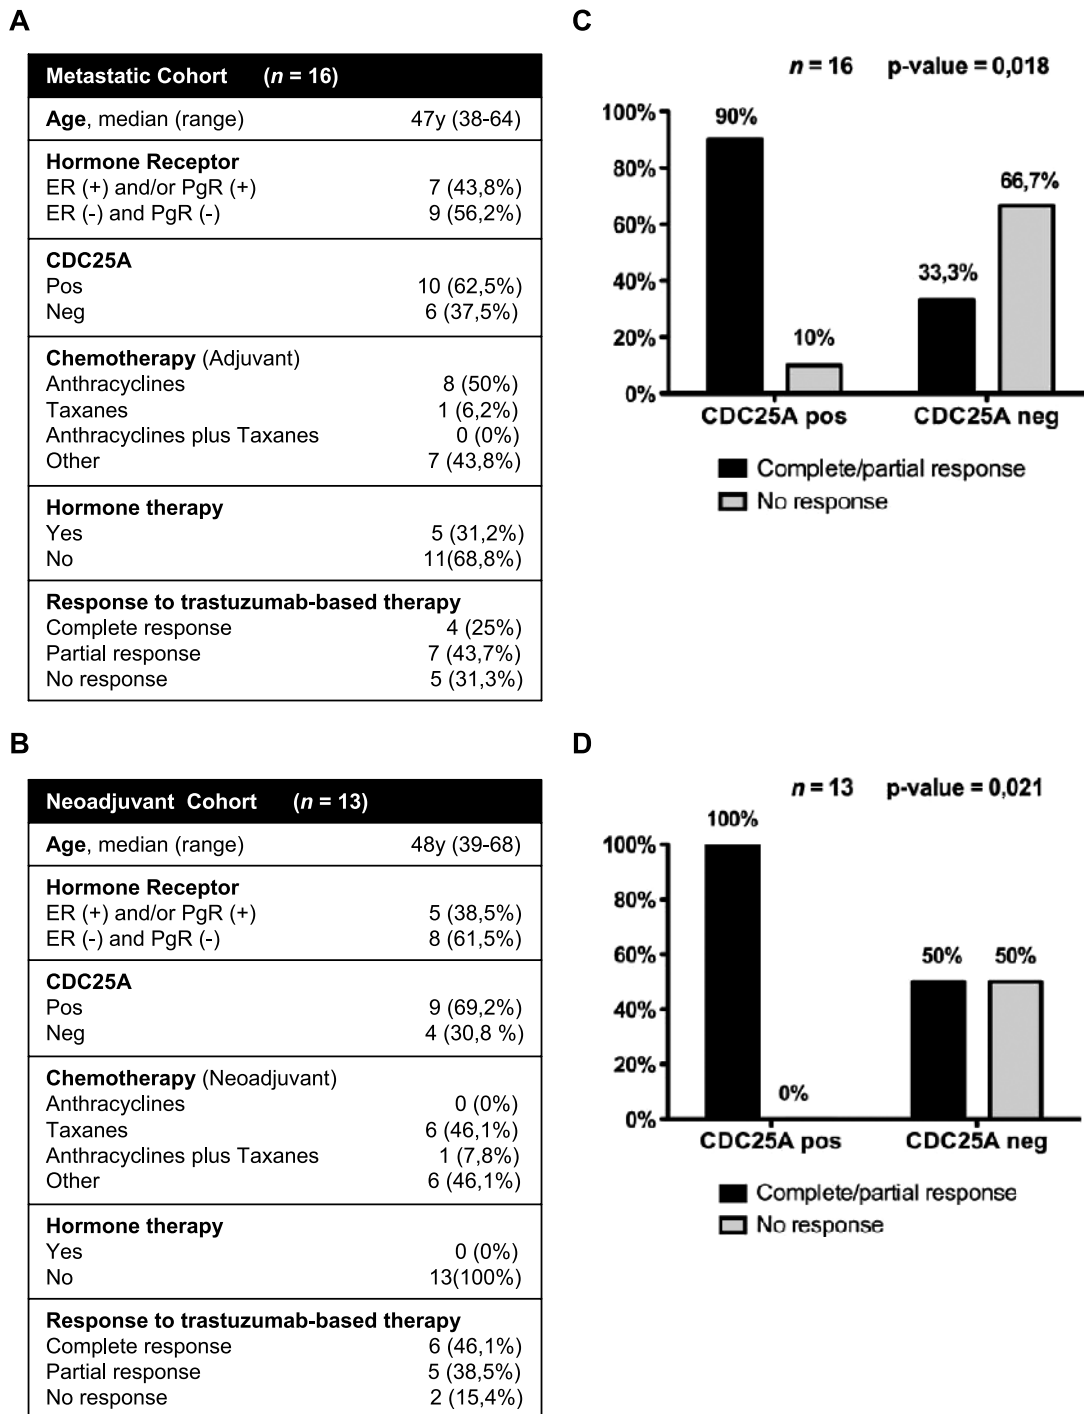 A
Metastatic Cohort (n = 16)
Age, median (range) 47y (38-64)
Hormone Receptor
ER (+) and/or PgR (+) 7 (43,8%)
ER (-) and PgR (-) 9 (56,2%)
CDC25A
Pos 10 (62,5%)
Neg 6 (37,5%)
Chemotherapy (Adjuvant)
Anthracyclines 8 (50%)
Taxanes 1 (6,2%)
Anthracyclines plus Taxanes 0 (0%)
Other 7 (43,8%)
Hormone therapy
Yes 5 (31,2%)
No 11(68,8%)
Response to trastuzumab-based therapy
Complete response 4 (25%)
Partial response 7 (43,7%)
No response 5 (31,3%)
C
n = 16 p-value = 0,018
100%
80%
60%
40%
20%
0%
90%
10%
33,3%
66,7%
CDC25A pos CDC25A neg
Complete/partial response
No response
B
Neoadjuvant Cohort (n = 13)
Age, median (range) 48y (39-68)
Hormone Receptor
ER (+) and/or PgR (+) 5 (38,5%)
ER (-) and PgR (-) 8 (61,5%)
CDC25A
Pos 9 (69,2%)
Neg 4 (30,8 %)
Chemotherapy (Neoadjuvant)
Anthracyclines 0 (0%)
Taxanes 6 (46,1%)
Anthracyclines plus Taxanes 1 (7,8%)
Other 6 (46,1%)
Hormone therapy
Yes 0 (0%)
No 13(100%)
Response to trastuzumab-based therapy
Complete response 6 (46,1%)
Partial response 5 (38,5%)
No response 2 (15,4%)
D
n = 13 p-value = 0,021
100%
80%
60%
40%
20%
0%
100%
0%
50%
50%
CDC25A pos CDC25A neg
Complete/partial response
No response